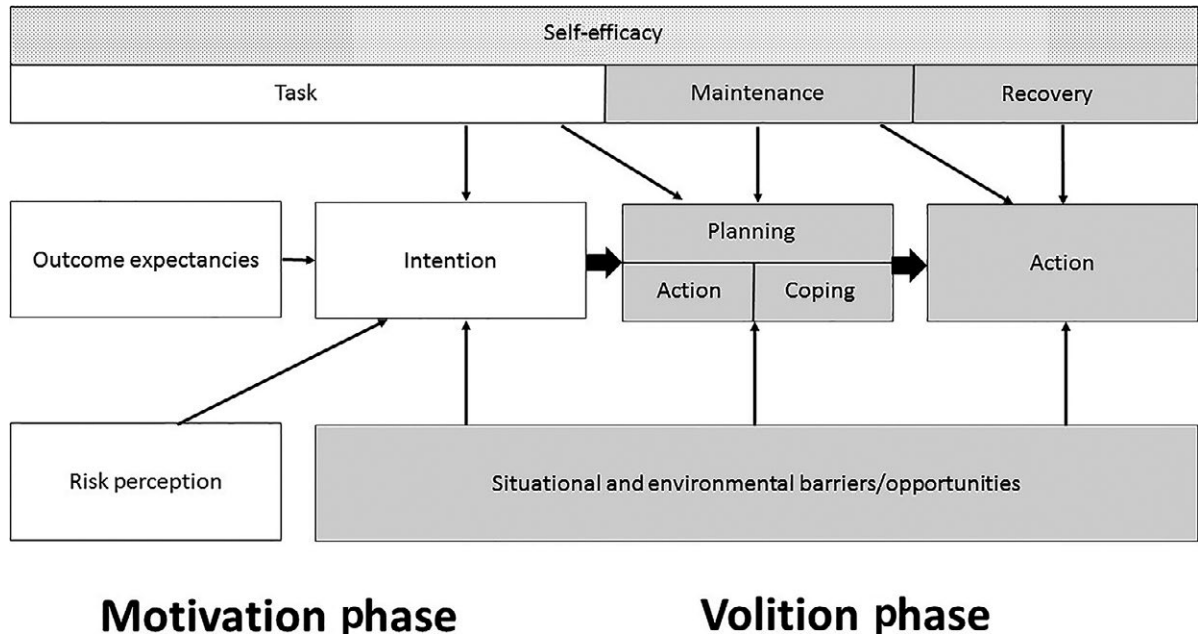 Self-efficacy
Task
Maintenance
Recovery
Outcome expectancies
Intention
Planning
Action
Coping
Action
Risk perception
Situational and environmental barriers/opportunities
Motivation phase
Volition phase